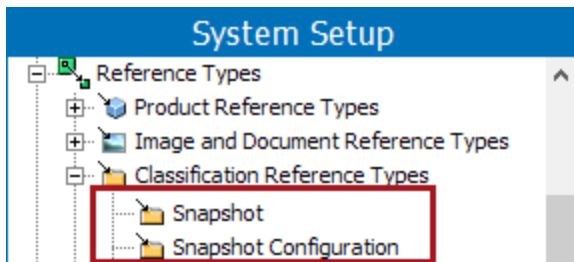 System Setup
Reference Types
Product Reference Types
Image and Document Reference Types
Classification Reference Types
Snapshot
Snapshot Configuration